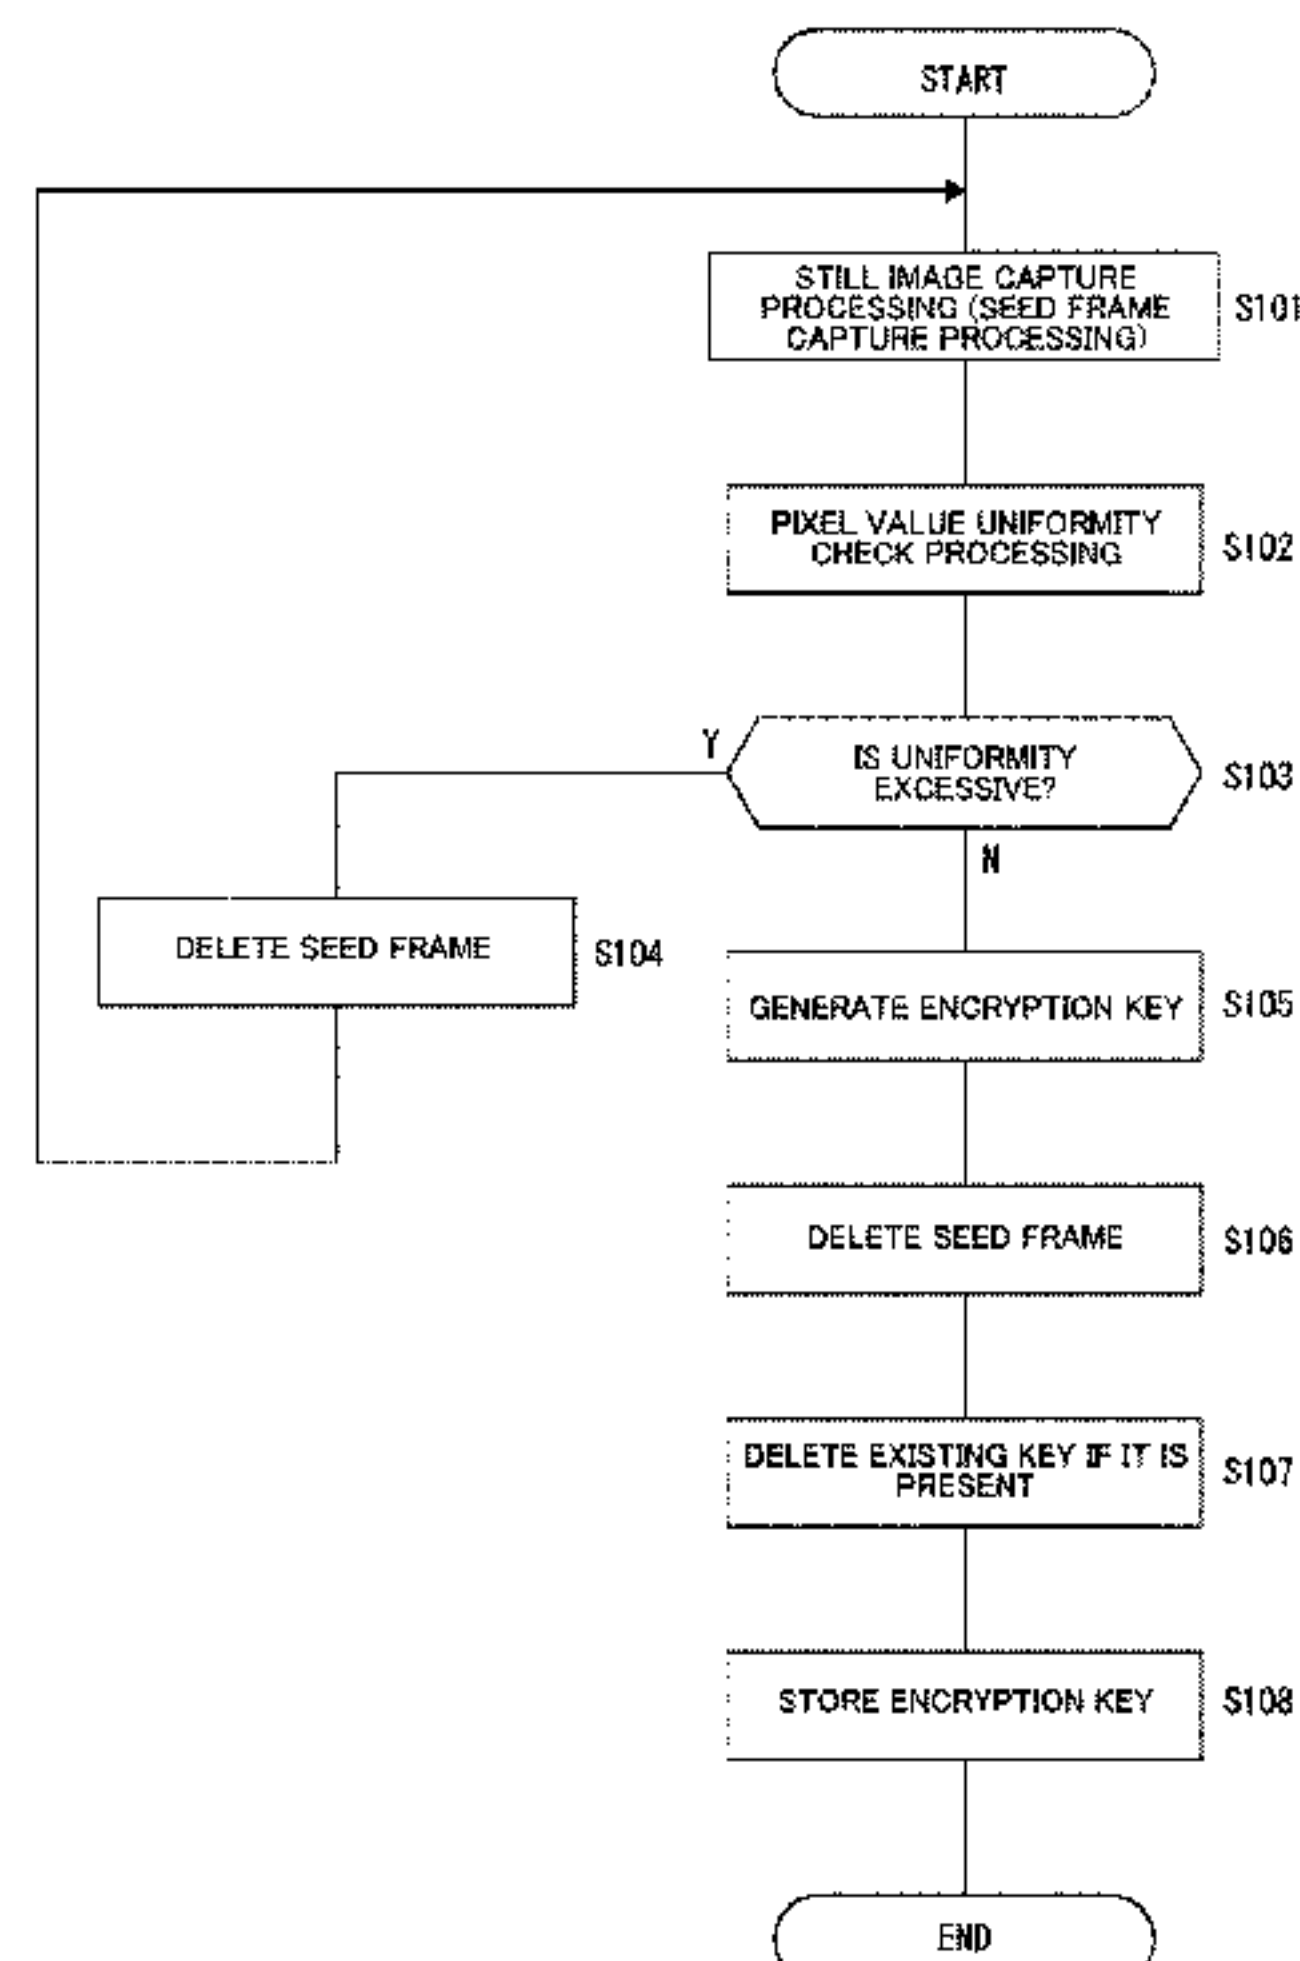 START
STILL IMAGE CAPTURE
PROCESSING (SEED FRAME
CAPTURE PROCESSING)
S101
PIXEL VALUE UNIFORMITY
CHECK PROCESSING
S102
Y
IS UNIFORMITY
EXCESSIVE?
S103
N
DELETE SEED FRAME
S104
GENERATE ENCRYPTION KEY
S105
DELETE SEED FRAME
S106
DELETE EXISTING KEY IF IT IS
PRESENT
S107
STORE ENCRYPTION KEY
S108
END